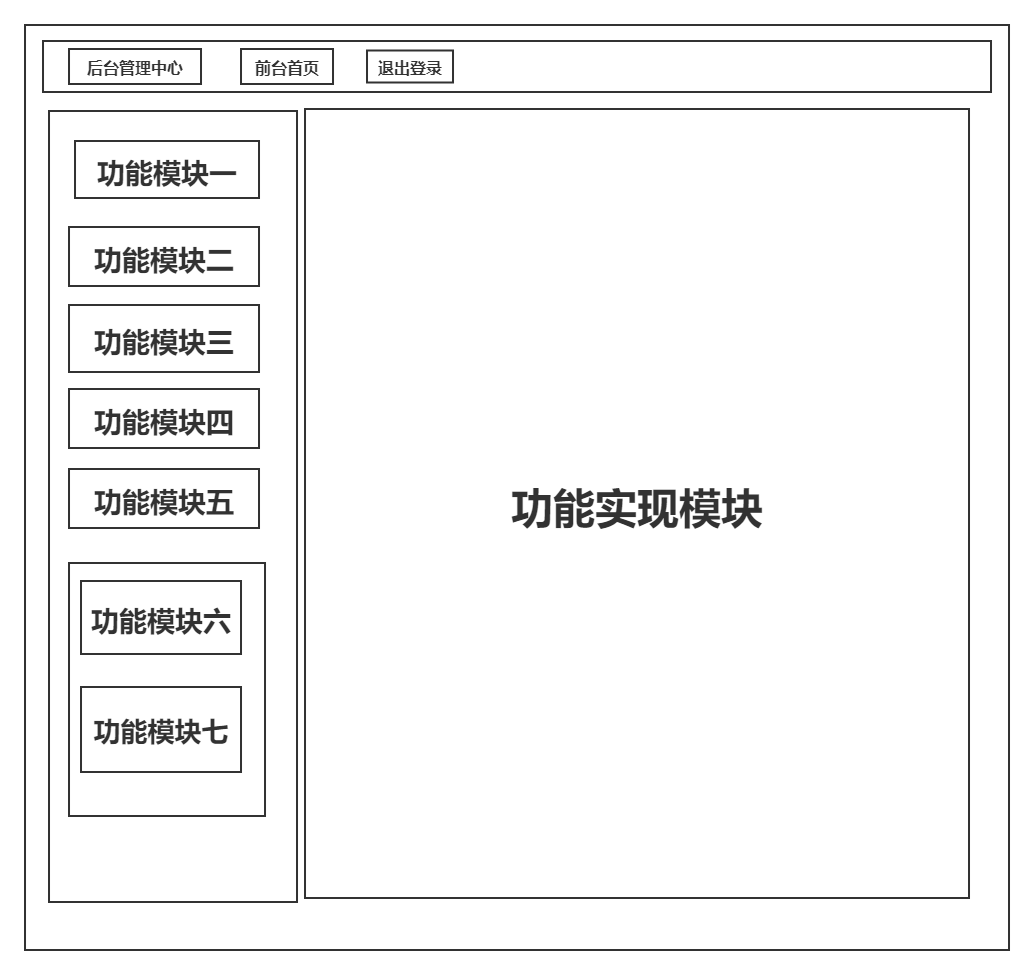 后台管理中心
前台首页
退出登录
功能模块一
功能模块二
功能模块三
功能模块四
功能模块五
功能模块六
功能模块七
功能实现模块